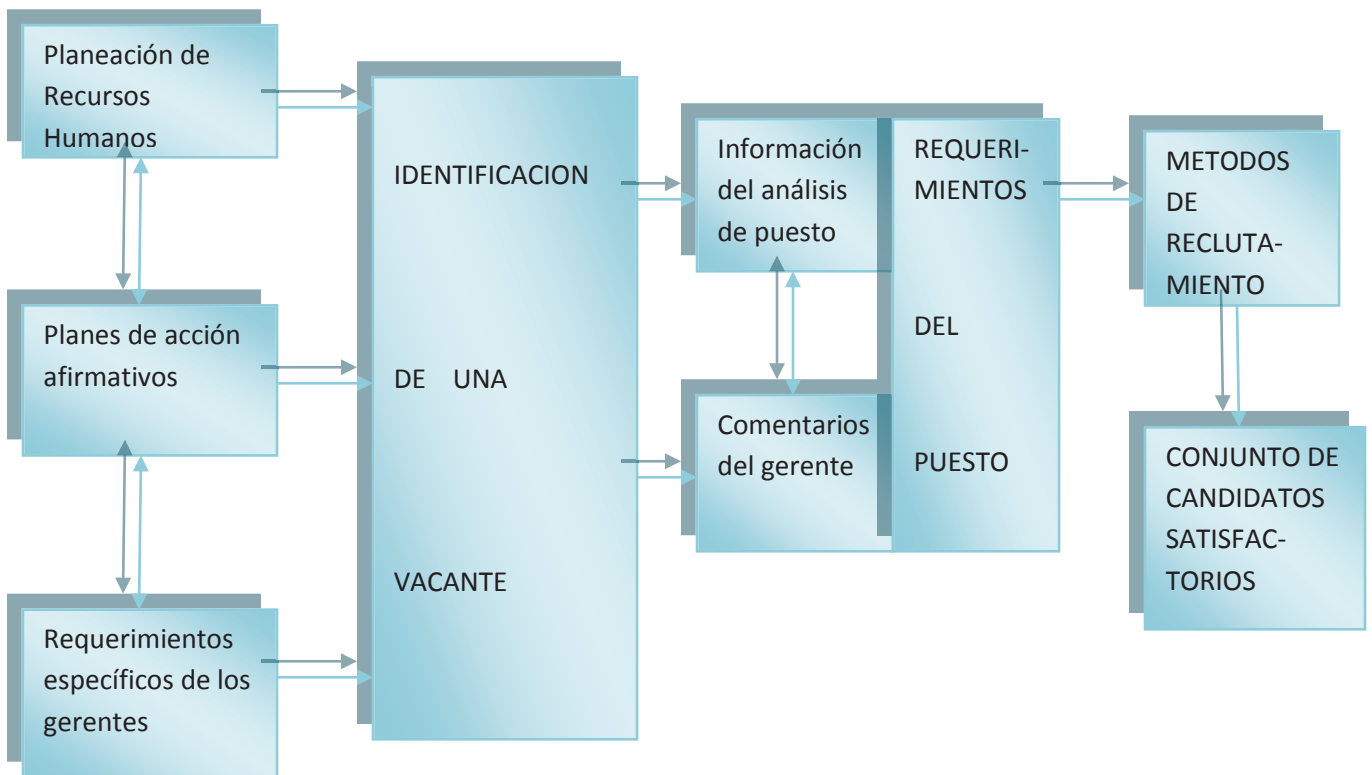 Planeación de
Recursos
Humanos
Planes de acción
afirmativos
Requerimientos
específicos de los
gerentes
IDENTIFICACION
DE UNA
VACANTE
Información
del análisis
de puesto
Comentarios
del gerente
REQUERI-
MIENTOS
DEL
PUESTO
METODOS
DE
RECLUTA-
MIENTO
CONJUNTO DE
CANDIDATOS
SATISFAC-
TORIOS